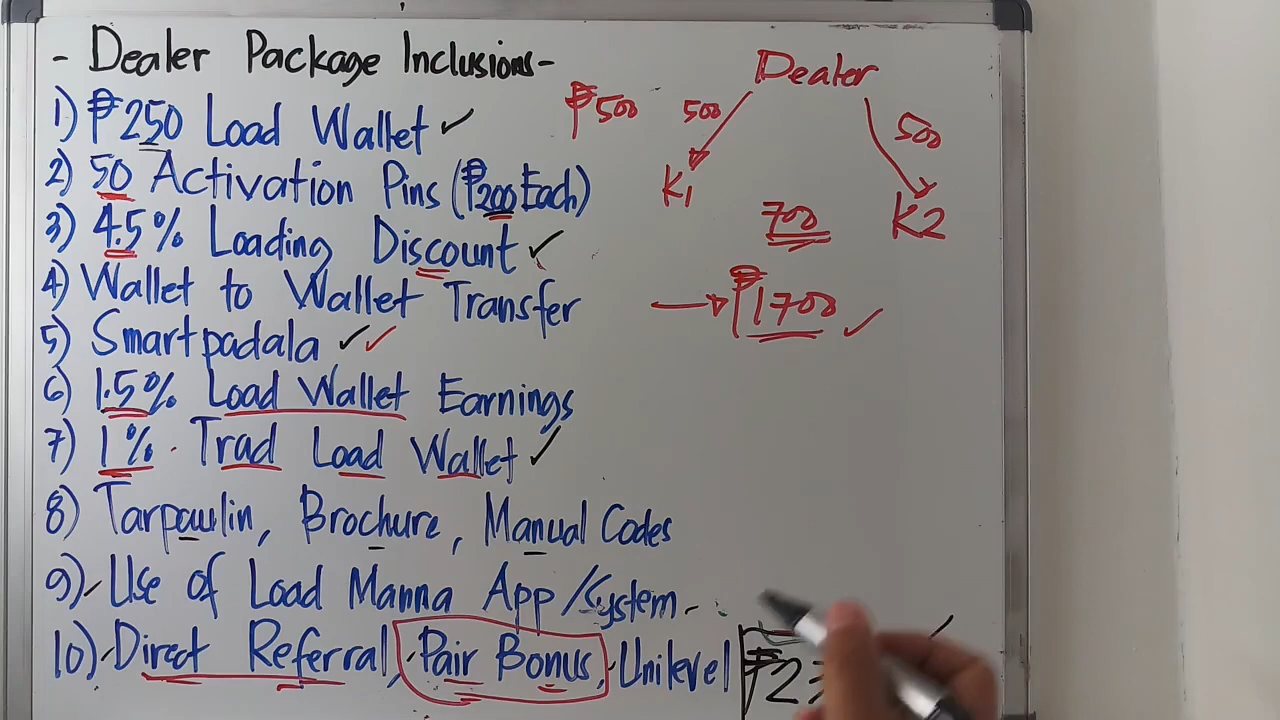 - Dealer Package Inclusions -
1) ₱250 Load Wallet ✓
2) 50 Activation Pins (₱200 Each)
3) 4.5% Loading Discount ✓
4) Wallet to Wallet Transfer
5) Smartpadala ✓✓
6) 1.5% Load Wallet Earnings
7) 1% Trad Load Wallet ✓
8) Tarpaulin, Brochure, Manual Codes
9) Use of Load Manna App/System
10) Direct Referral, Pair Bonus, Unilevel
Dealer
₱500 500 500
K1 K2
700
→ ₱1700 ✓